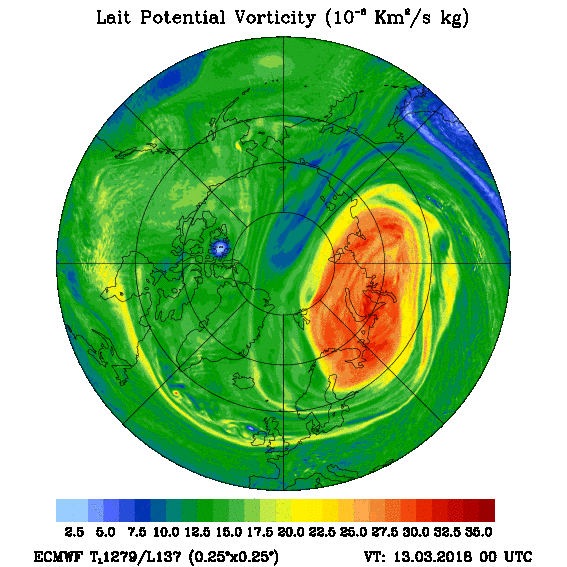 Lait Potential Vorticity (10⁻⁶ Km²/s kg)
2.5 5.0 7.5 10.0 12.5 15.0 17.5 20.0 22.5 25.0 27.5 30.0 32.5 35.0
ECMWF T_L1279/L137 (0.25°x0.25°) VT: 13.03.2018 00 UTC